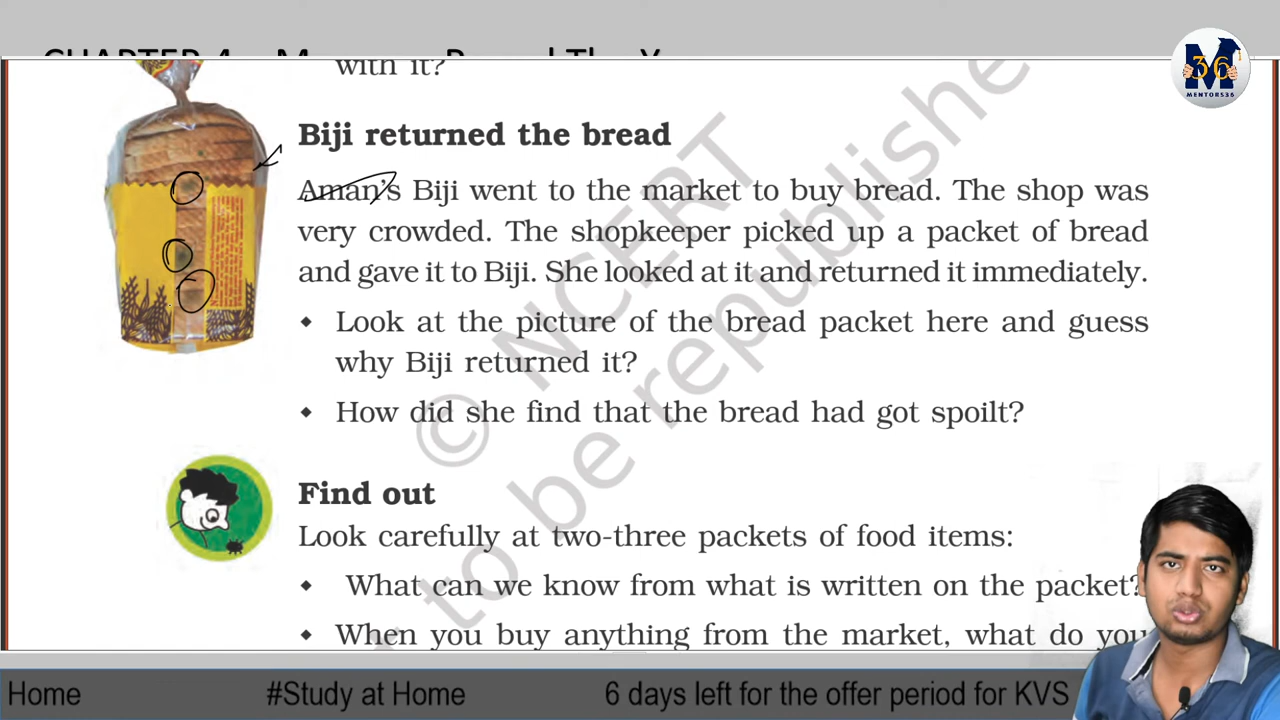 with it?
Biji returned the bread
Aman's Biji went to the market to buy bread. The shop was
very crowded. The shopkeeper picked up a packet of bread
and gave it to Biji. She looked at it and returned it immediately.
◆ Look at the picture of the bread packet here and guess
why Biji returned it?
◆ How did she find that the bread had got spoilt?
Find out
Look carefully at two-three packets of food items:
◆ What can we know from what is written on the packet?
◆ When you buy anything from the market, what do you
© NCERT
to be republishe
M
36
MENTORS36
Home #Study at Home 6 days left for the offer period for KVS